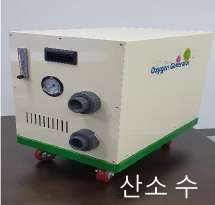 Oxygen Generator
산소 수